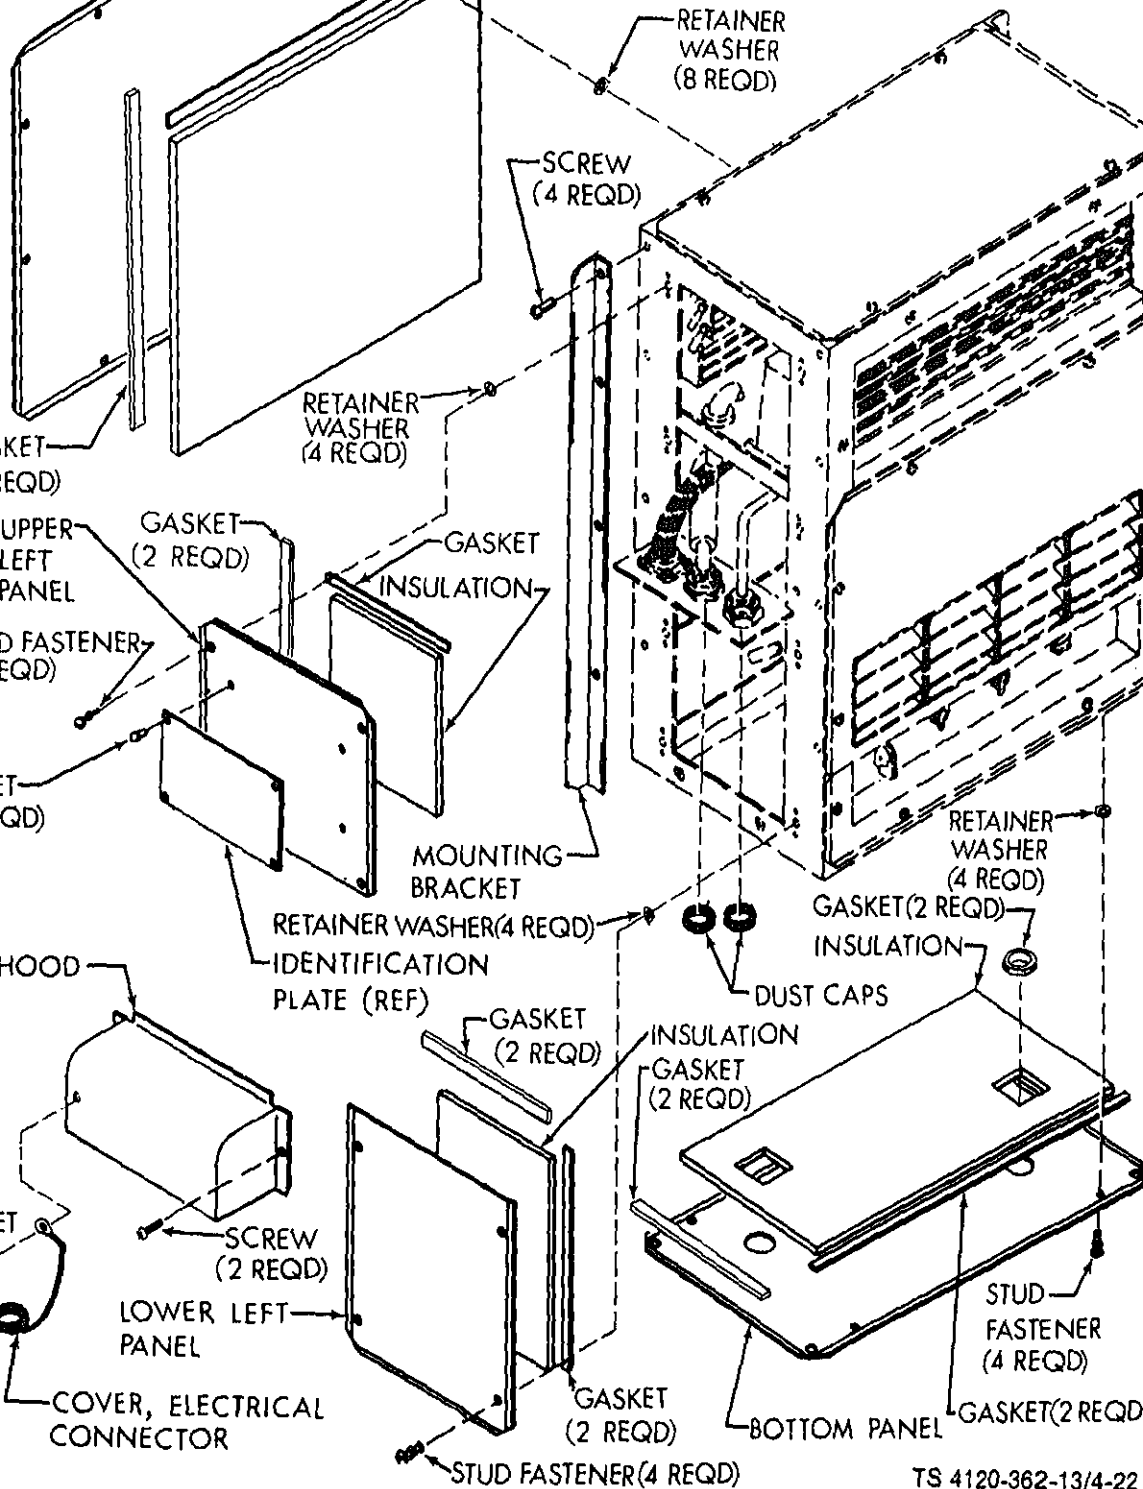 RETAINER
WASHER
(8 REQD)
SCREW
(4 REQD)
RETAINER
WASHER
(4 REQD)
GASKET
(2 REQD)
UPPER
LEFT
PANEL
GASKET
INSULATION
FASTENER
MOUNTING
BRACKET
RETAINER WASHER(4 REQD)
IDENTIFICATION
PLATE (REF)
RETAINER
WASHER
(4 REQD)
GASKET(2 REQD)
INSULATION
DUST CAPS
HOOD
GASKET
(2 REQD)
INSULATION
GASKET
(2 REQD)
SCREW
(2 REQD)
LOWER LEFT
PANEL
STUD
FASTENER
(4 REQD)
COVER, ELECTRICAL
CONNECTOR
GASKET
(2 REQD)
BOTTOM PANEL
GASKET(2 REQD
STUD FASTENER(4 REQD)
TS 4120-362-13/4-22